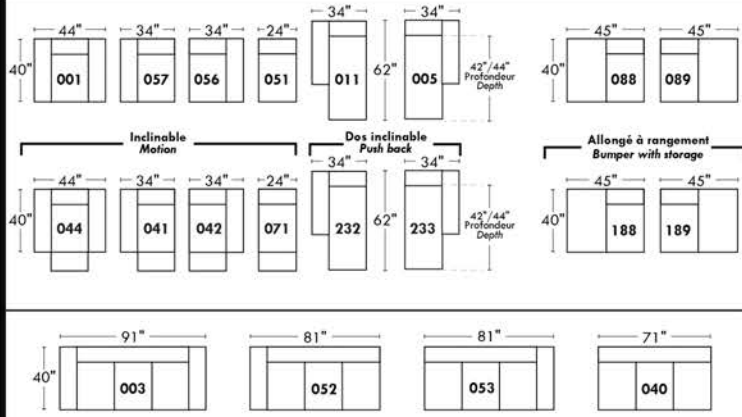 44" 34" 34" 24" 34" 34" 45" 45"
40" 001 057 056 051 011 62" 005 42"/44" Profondeur Depth 40" 088 089
Inclinable
Motion
Dos inclinable
Push back
Allongé à rangement
Bumper with storage
44" 34" 34" 24" 34" 34" 45" 45"
40" 044 041 042 071 232 62" 233 42"/44" Profondeur Depth 40" 188 189
91" 81" 81" 71"
40" 003 052 053 040